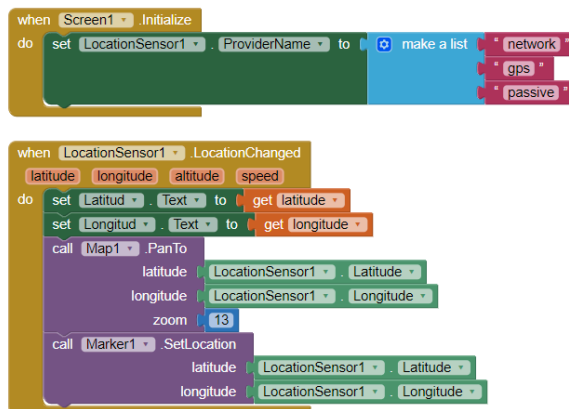 when Screen1 .Initialize
do set LocationSensor1 . ProviderName to make a list " network "
" gps "
" passive "
when LocationSensor1 .LocationChanged
latitude longitude altitude speed
do set Latitud . Text to get latitude
set Longitud . Text to get longitude
call Map1 .PanTo
latitude LocationSensor1 . Latitude
longitude LocationSensor1 . Longitude
zoom 13
call Marker1 .SetLocation
latitude LocationSensor1 . Latitude
longitude LocationSensor1 . Longitude